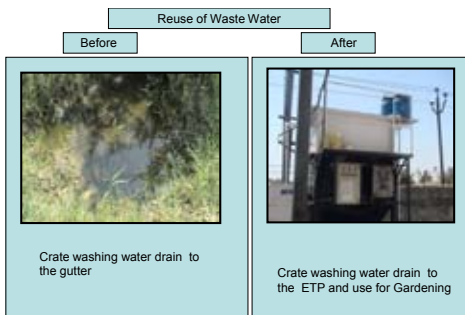 Reuse of Waste Water
Before
After
Crate washing water drain to
the gutter
Crate washing water drain to
the ETP and use for Gardening